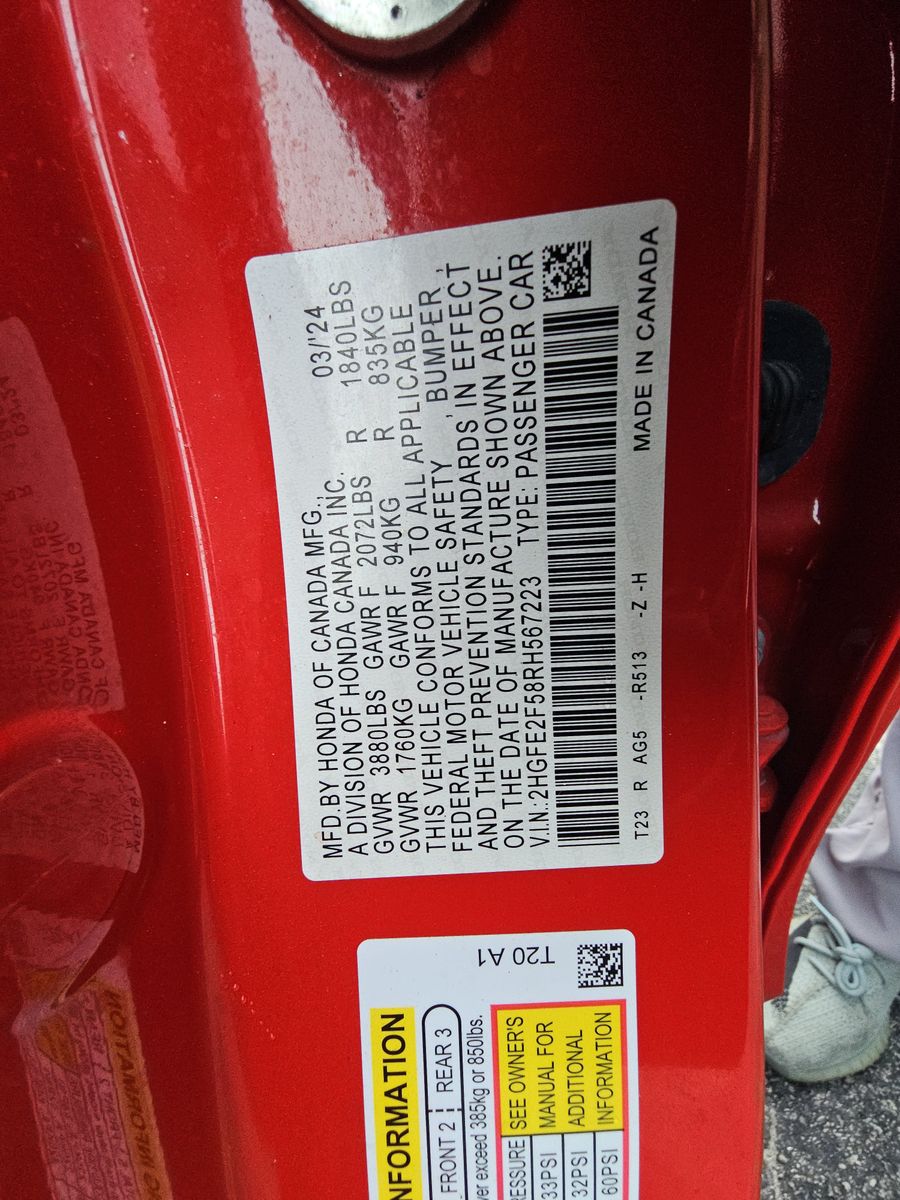 MFD.BY HONDA OF CANADA MFG., 03/'24
A DIVISION OF HONDA CANADA INC.
GVWR 3880LBS GAWR F 2072LBS R 1840LBS
GVWR 1760KG GAWR F 940KG R 835KG
THIS VEHICLE CONFORMS TO ALL APPLICABLE
FEDERAL MOTOR VEHICLE SAFETY, BUMPER,
AND THEFT PREVENTION STANDARDS, IN EFFECT
ON THE DATE OF MANUFACTURE SHOWN ABOVE.
V.I.N.:2HGFE2F58RH567223 TYPE: PASSENGER CAR
T23 R AG5 -R513 -Z -H MADE IN CANADA
T20 A1
FRONT 2 REAR 3
exceed 385kg or 850lbs.
33PSI
32PSI
60PSI
SEE OWNER'S
MANUAL FOR
ADDITIONAL
INFORMATION